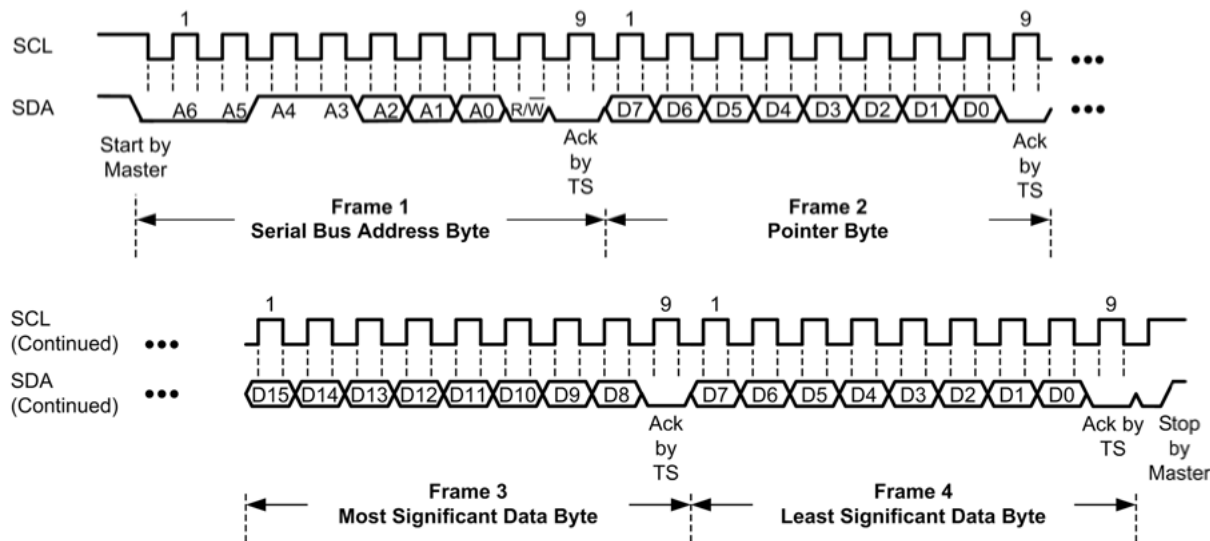 1 9 1 9
SCL
SDA A6 A5 A4 A3 A2 A1 A0 R/W̅ D7 D6 D5 D4 D3 D2 D1 D0
Start by
Master
Ack
by
TS
Ack
by
TS
Frame 1
Serial Bus Address Byte
Frame 2
Pointer Byte
1 9 1 9
SCL
(Continued)
SDA
(Continued)
D15 D14 D13 D12 D11 D10 D9 D8 D7 D6 D5 D4 D3 D2 D1 D0
Ack
by
TS
Ack by
TS
Stop
by
Master
Frame 3
Most Significant Data Byte
Frame 4
Least Significant Data Byte